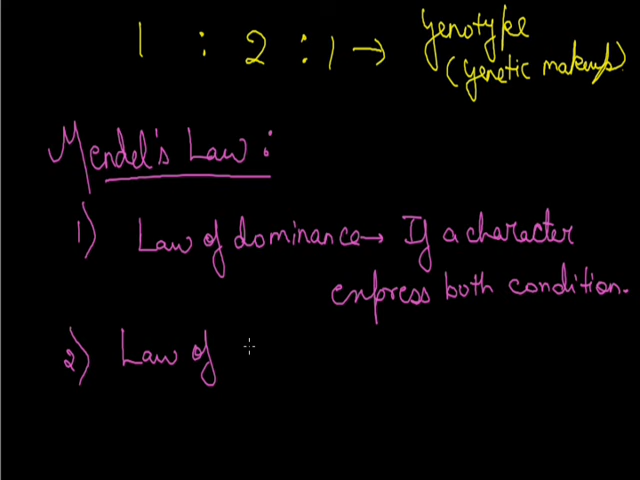 1 : 2 : 1 → genotype
(genetic makeup).
Mendel's Law :
1) Law of dominance → If a character
express both condition.
2) Law of